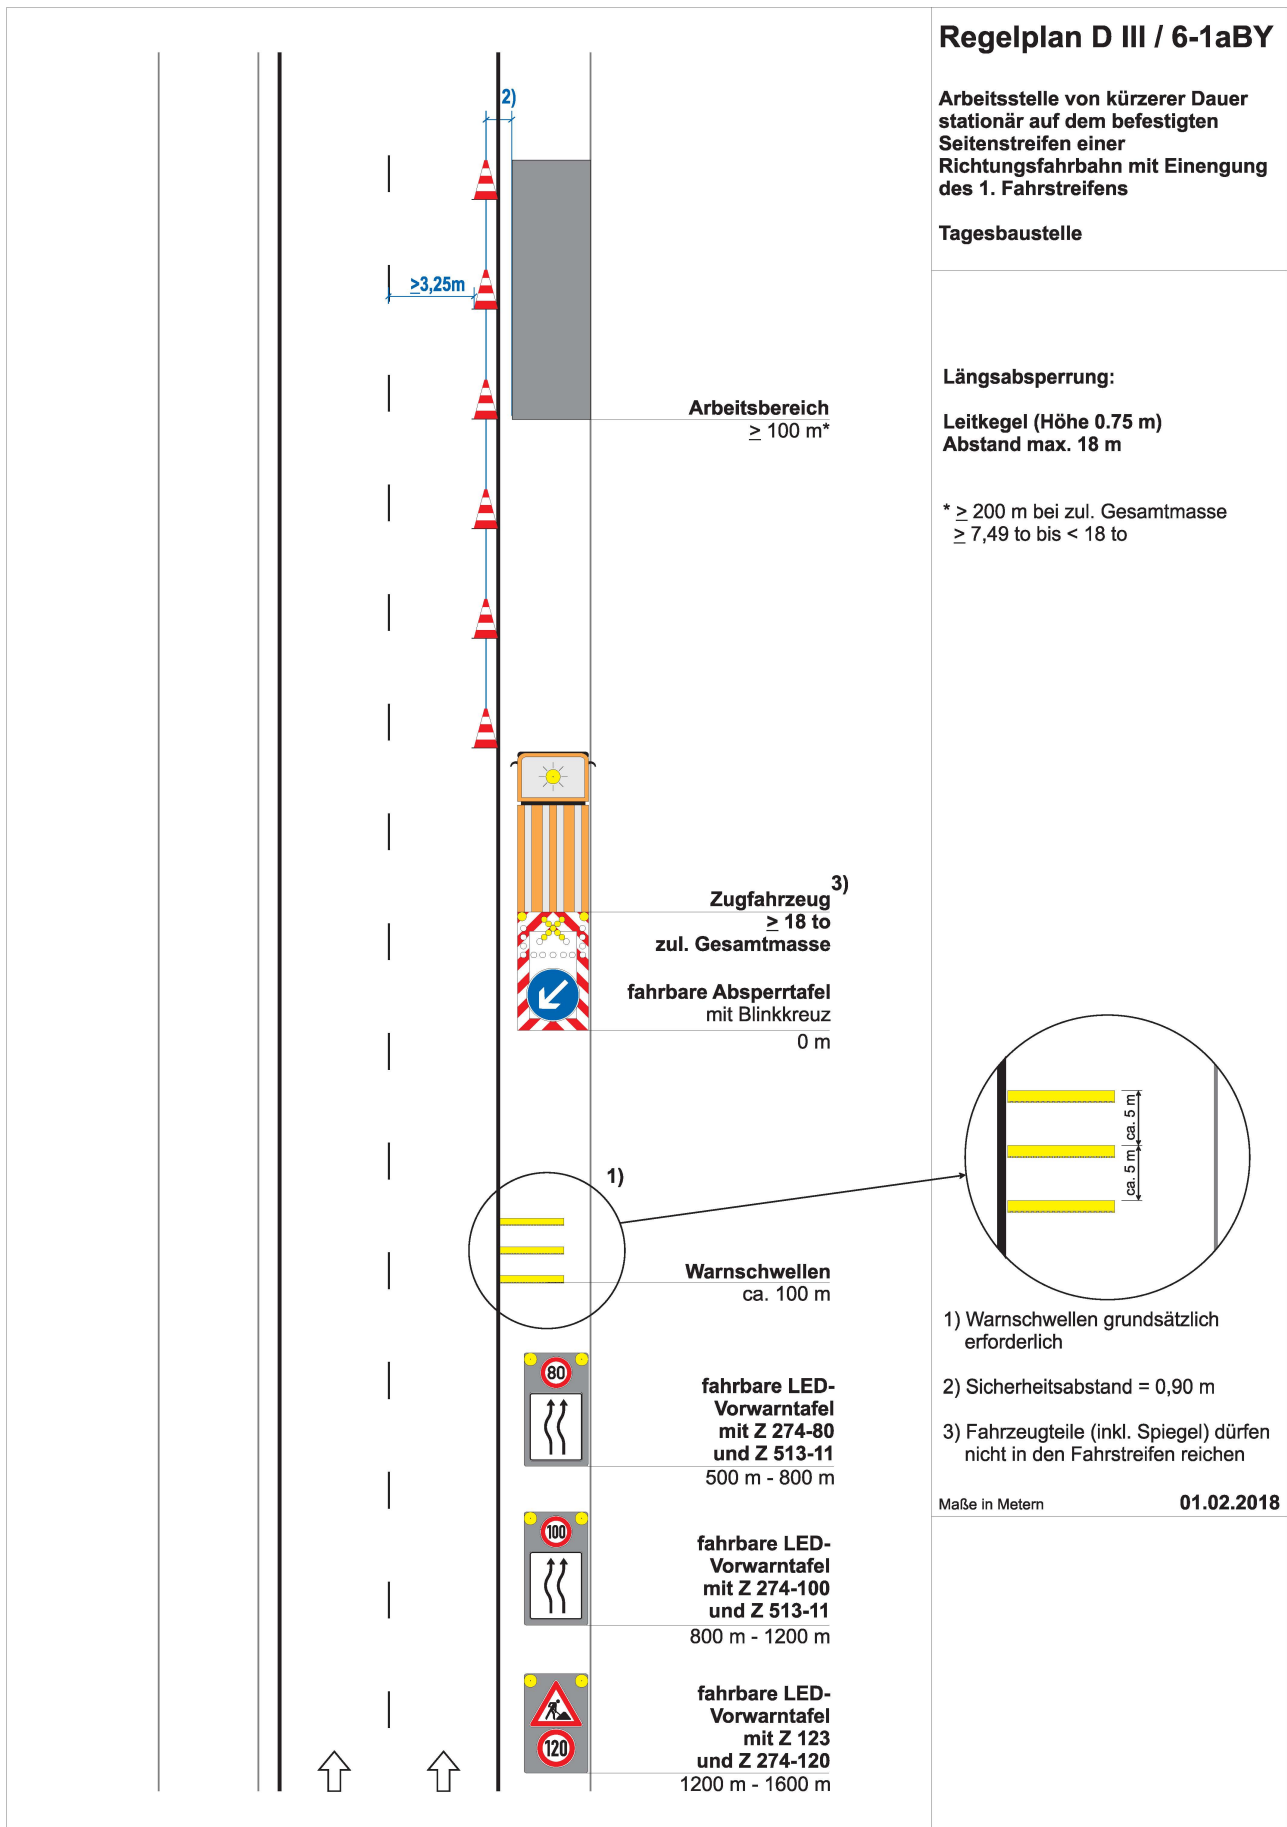 Regelplan D III / 6-1aBY
Arbeitsstelle von kürzerer Dauer
stationär auf dem befestigten
Seitenstreifen einer
Richtungsfahrbahn mit Einengung
des 1. Fahrstreifens
Tagesbaustelle
Längsabsperrung:
Leitkegel (Höhe 0.75 m)
Abstand max. 18 m
* ≥ 200 m bei zul. Gesamtmasse
≥ 7,49 to bis < 18 to
2)
≥3,25m
Arbeitsbereich
≥ 100 m*
Zugfahrzeug 3)
≥ 18 to
zul. Gesamtmasse
fahrbare Absperrtafel
mit Blinkkreuz
0 m
1)
Warnschwellen
ca. 100 m
ca. 5 m
ca. 5 m
80
fahrbare LED-
Vorwarntafel
mit Z 274-80
und Z 513-11
500 m - 800 m
100
fahrbare LED-
Vorwarntafel
mit Z 274-100
und Z 513-11
800 m - 1200 m
120
fahrbare LED-
Vorwarntafel
mit Z 123
und Z 274-120
1200 m - 1600 m
1) Warnschwellen grundsätzlich
erforderlich
2) Sicherheitsabstand = 0,90 m
3) Fahrzeugteile (inkl. Spiegel) dürfen
nicht in den Fahrstreifen reichen
Maße in Metern 01.02.2018